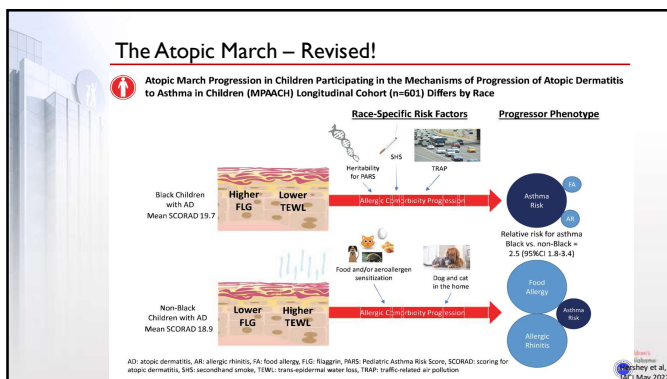 The Atopic March – Revised!
Atopic March Progression in Children Participating in the Mechanisms of Progression of Atopic Dermatitis
to Asthma in Children (MPAACH) Longitudinal Cohort (n=601) Differs by Race
Race-Specific Risk Factors
Progressor Phenotype
Heritability
for PARS
SHS
TRAP
Black Children
with AD
Mean SCORAD 19.7
Higher
FLG
Lower
TEWL
Allergic Comorbidity Progression
Asthma
Risk
FA
AR
Relative risk for asthma
Black vs. non-Black =
2.5 (95%CI 1.8-3.4)
Food and/or aeroallergen
sensitization
Dog and cat
in the home
Non-Black
Children with AD
Mean SCORAD 18.9
Lower
FLG
Higher
TEWL
Allergic Comorbidity Progression
Food
Allergy
Asthma
Risk
Allergic
Rhinitis
AD: atopic dermatitis, AR: allergic rhinitis, FA: food allergy, FLG: filaggrin, PARS: Pediatric Asthma Risk Score, SCORAD: scoring for
atopic dermatitis, SHS: secondhand smoke, TEWL: trans-epidermal water loss, TRAP: traffic-related air pollution
Hershey et al,
JACI May 202